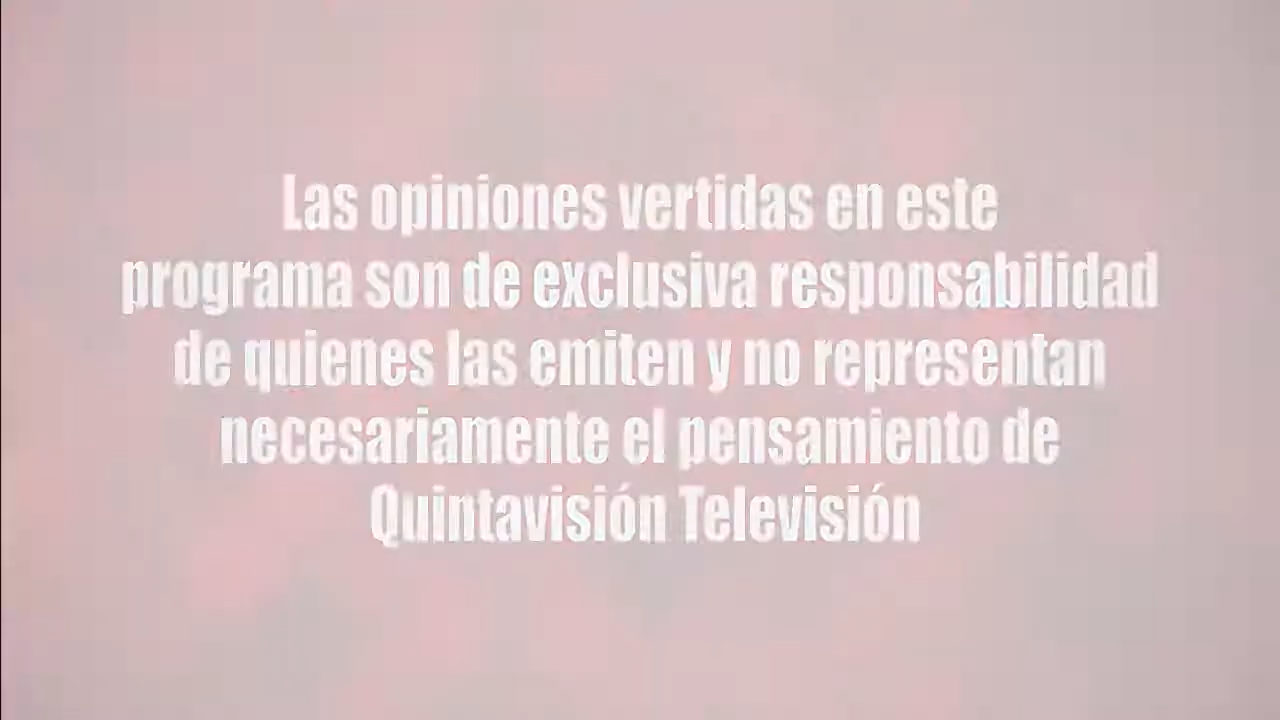 Las opiniones vertidas en este
programa son de exclusiva responsabilidad
de quienes las emiten y no representan
necesariamente el pensamiento de
Quintavisión Televisión